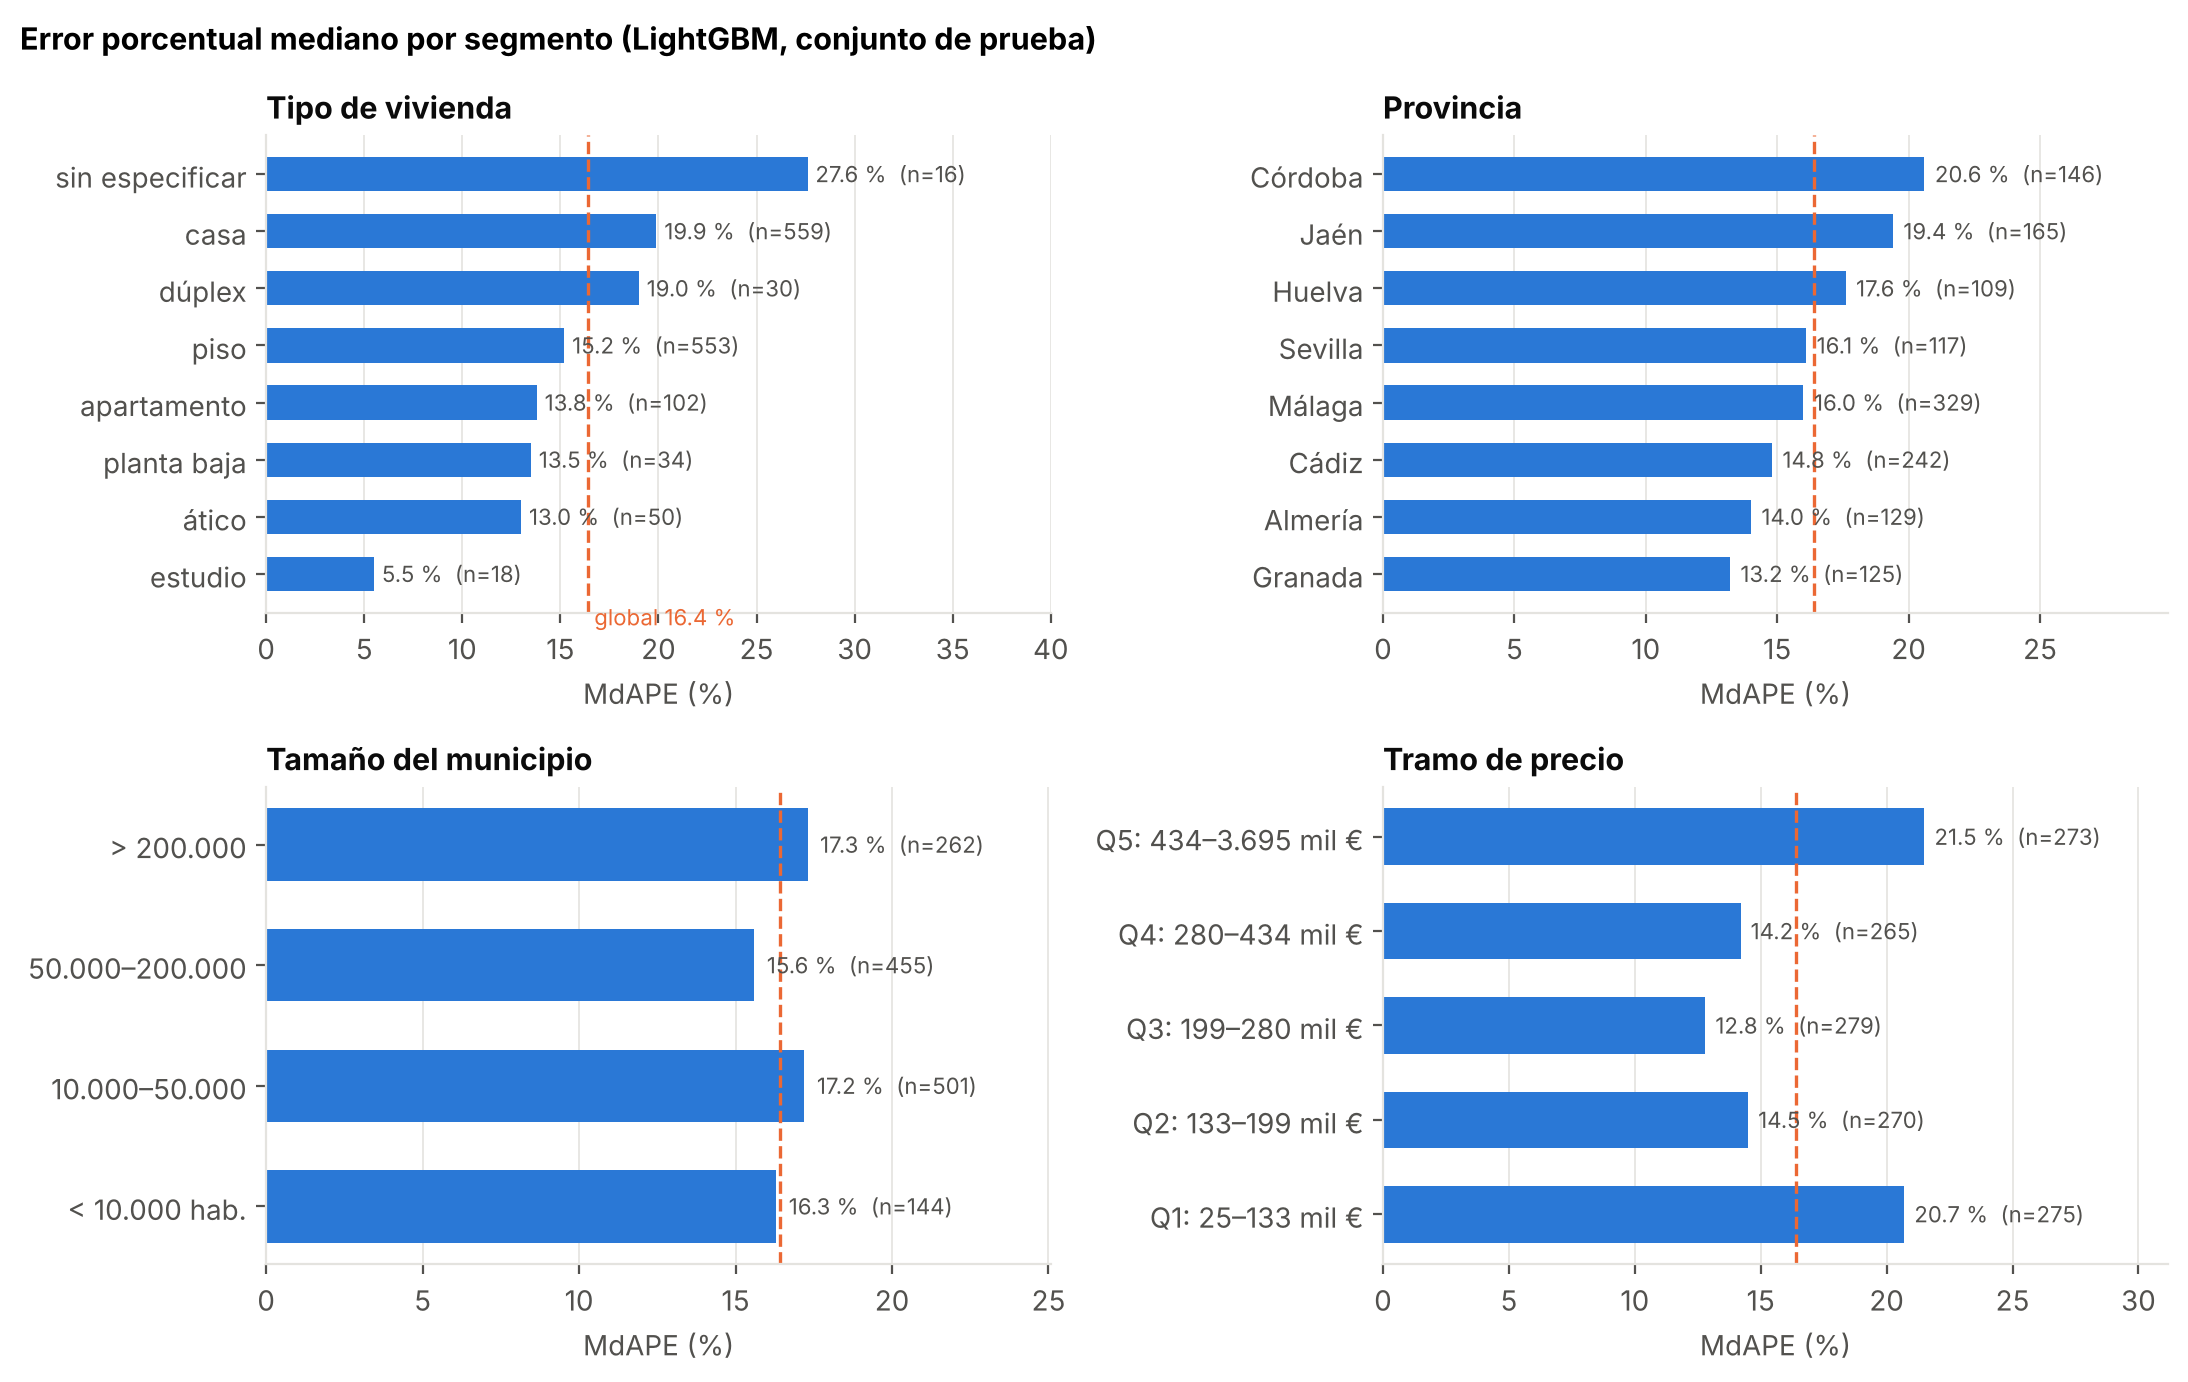 Error porcentual mediano por segmento (LightGBM, conjunto de prueba)
Tipo de vivienda
sin especificar 27.6 % (n=16)
casa 19.9 % (n=559)
dúplex 19.0 % (n=30)
piso 15.2 % (n=553)
apartamento 13.8 % (n=102)
planta baja 13.5 % (n=34)
ático 13.0 % (n=50)
estudio 5.5 % (n=18)
global 16.4 %
0 5 10 15 20 25 30 35 40
MdAPE (%)
Provincia
Córdoba 20.6 % (n=146)
Jaén 19.4 % (n=165)
Huelva 17.6 % (n=109)
Sevilla 16.1 % (n=117)
Málaga 16.0 % (n=329)
Cádiz 14.8 % (n=242)
Almería 14.0 % (n=129)
Granada 13.2 % (n=125)
0 5 10 15 20 25
MdAPE (%)
Tamaño del municipio
> 200.000 17.3 % (n=262)
50.000–200.000 15.6 % (n=455)
10.000–50.000 17.2 % (n=501)
< 10.000 hab. 16.3 % (n=144)
0 5 10 15 20 25
MdAPE (%)
Tramo de precio
Q5: 434–3.695 mil € 21.5 % (n=273)
Q4: 280–434 mil € 14.2 % (n=265)
Q3: 199–280 mil € 12.8 % (n=279)
Q2: 133–199 mil € 14.5 % (n=270)
Q1: 25–133 mil € 20.7 % (n=275)
0 5 10 15 20 25 30
MdAPE (%)